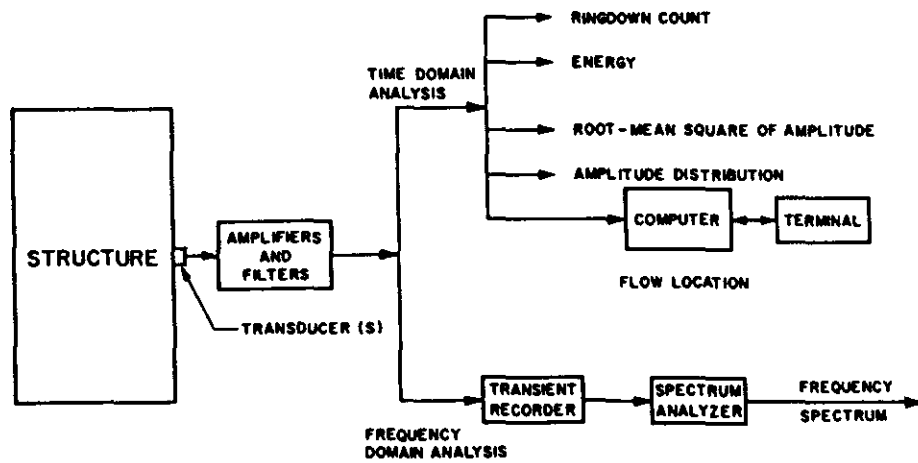 RINGDOWN COUNT
ENERGY
TIME DOMAIN
ANALYSIS
ROOT-MEAN SQUARE OF AMPLITUDE
AMPLITUDE DISTRIBUTION
COMPUTER
TERMINAL
FLOW LOCATION
STRUCTURE
AMPLIFIERS
AND
FILTERS
TRANSDUCER (S)
TRANSIENT
RECORDER
SPECTRUM
ANALYZER
FREQUENCY
SPECTRUM
FREQUENCY
DOMAIN ANALYSIS